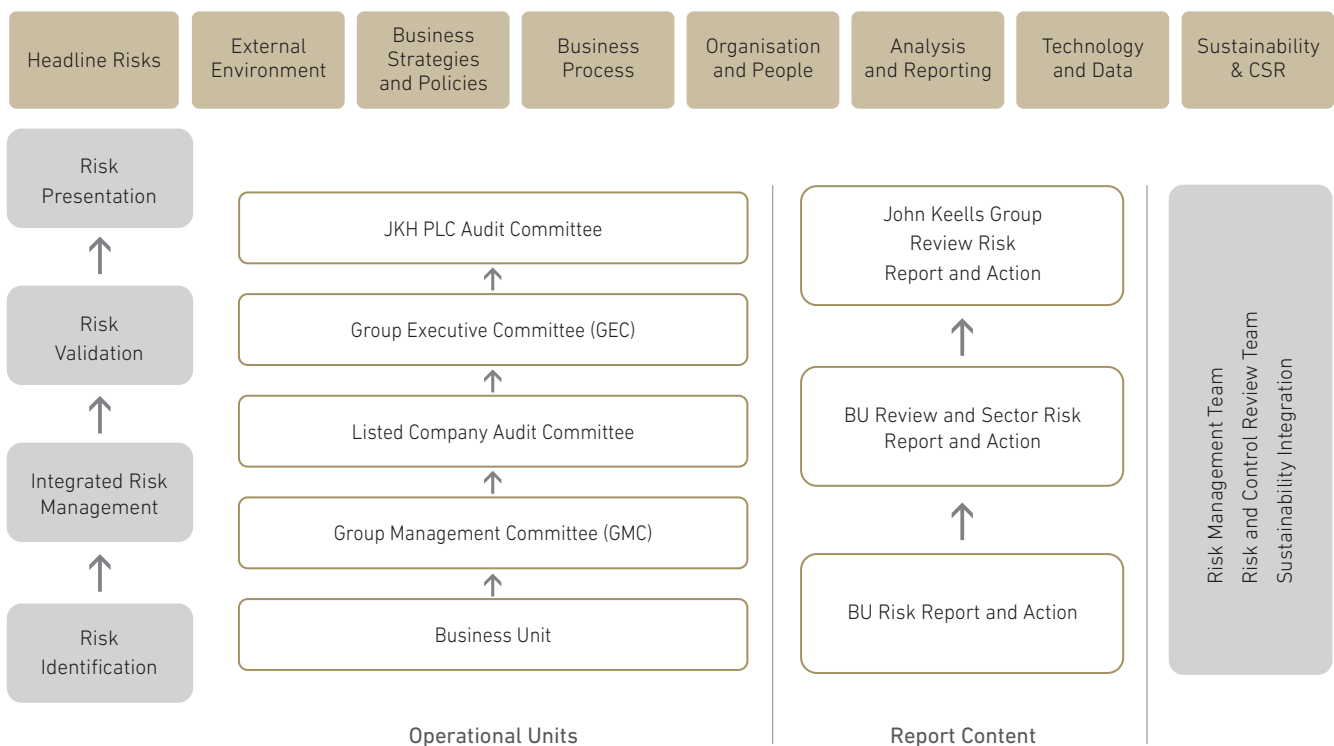 Headline Risks
External
Environment
Business
Strategies
and Policies
Business
Process
Organisation
and People
Analysis
and Reporting
Technology
and Data
Sustainability
& CSR
Risk
Presentation
Risk
Validation
Integrated Risk
Management
Risk
Identification
JKH PLC Audit Committee
Group Executive Committee (GEC)
Listed Company Audit Committee
Group Management Committee (GMC)
Business Unit
Operational Units
John Keells Group
Review Risk
Report and Action
BU Review and Sector Risk
Report and Action
BU Risk Report and Action
Report Content
Risk Management Team
Risk and Control Review Team
Sustainability Integration